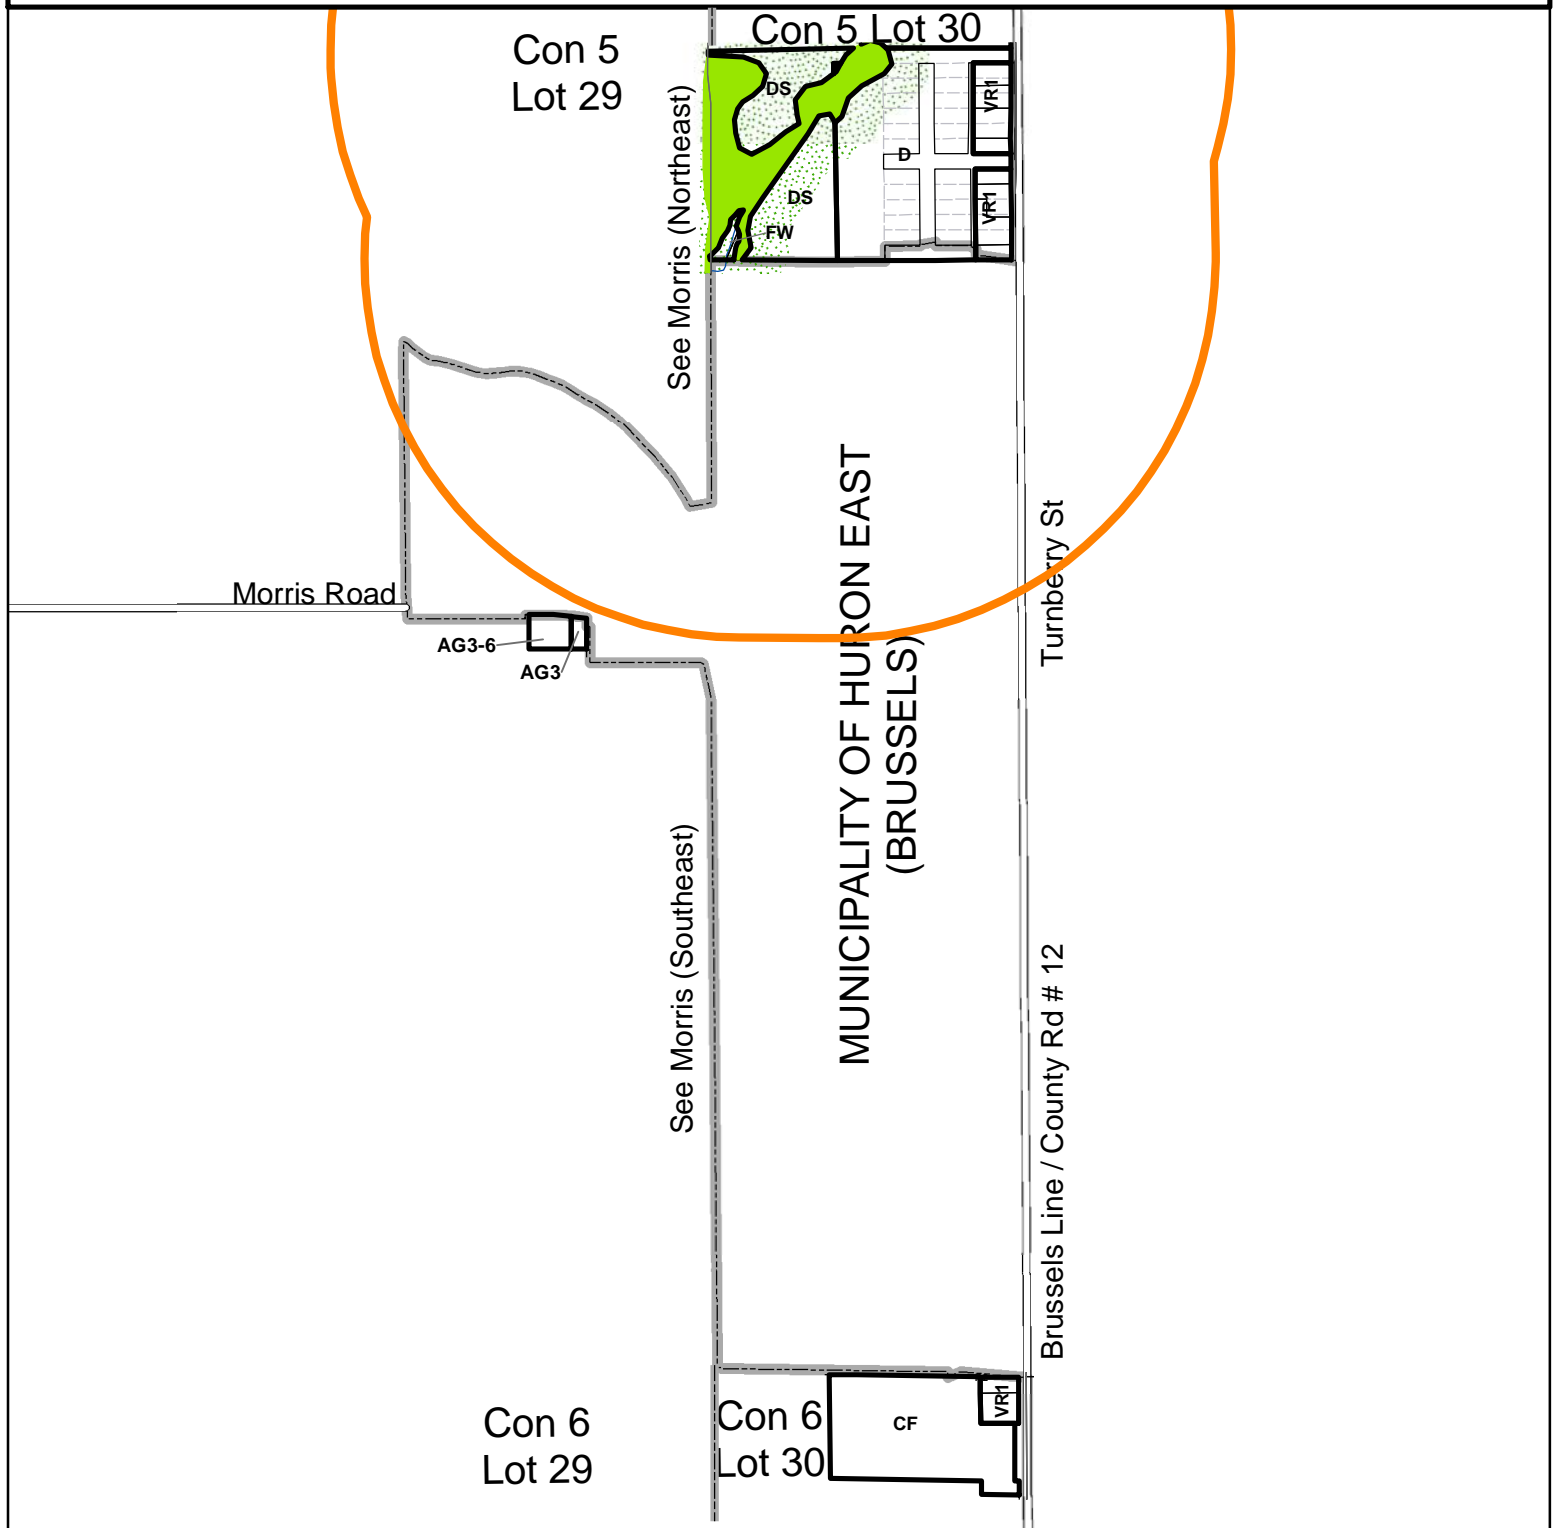 Con 5
Lot 29
Con 5 Lot 30
DS
VR1
D
VR1
DS
FW
See Morris (Northeast)
Morris Road
AG3-6
AG3
MUNICIPALITY OF HURON EAST
(BRUSSELS)
Turnberry St
See Morris (Southeast)
Brussels Line / County Rd # 12
Con 6
Lot 29
Con 6
Lot 30
CF
VR1